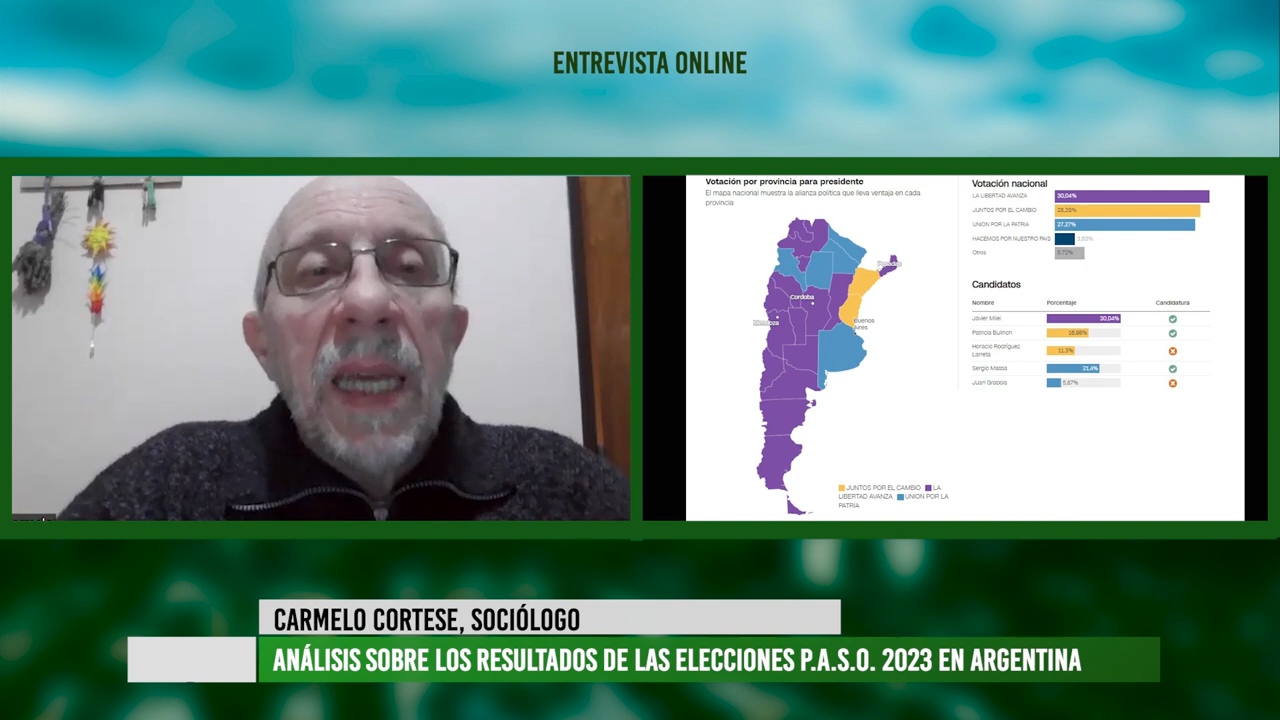 ENTREVISTA ONLINE
Votación por provincia para presidente
El mapa nacional muestra la alianza política que lleva ventaja en cada
provincia
Cordoba
Mendoza
Posadas
Buenos
Aires
JUNTOS POR EL CAMBIO LA
LIBERTAD AVANZA UNION POR LA
PATRIA
Votación nacional
LA LIBERTAD AVANZA 30,04%
JUNTOS POR EL CAMBIO 28,28%
UNION POR LA PATRIA 27,27%
HACEMOS POR NUESTRO PAIS
Otros
Candidatos
Nombre Porcentaje Candidatura
Javier Milei 30,04%
Patricia Bullrich 16,98%
Horacio Rodríguez
Larreta 11,3%
Sergio Massa 21,4%
Juan Grabois 5,87%
CARMELO CORTESE, SOCIÓLOGO
ANÁLISIS SOBRE LOS RESULTADOS DE LAS ELECCIONES P.A.S.O. 2023 EN ARGENTINA